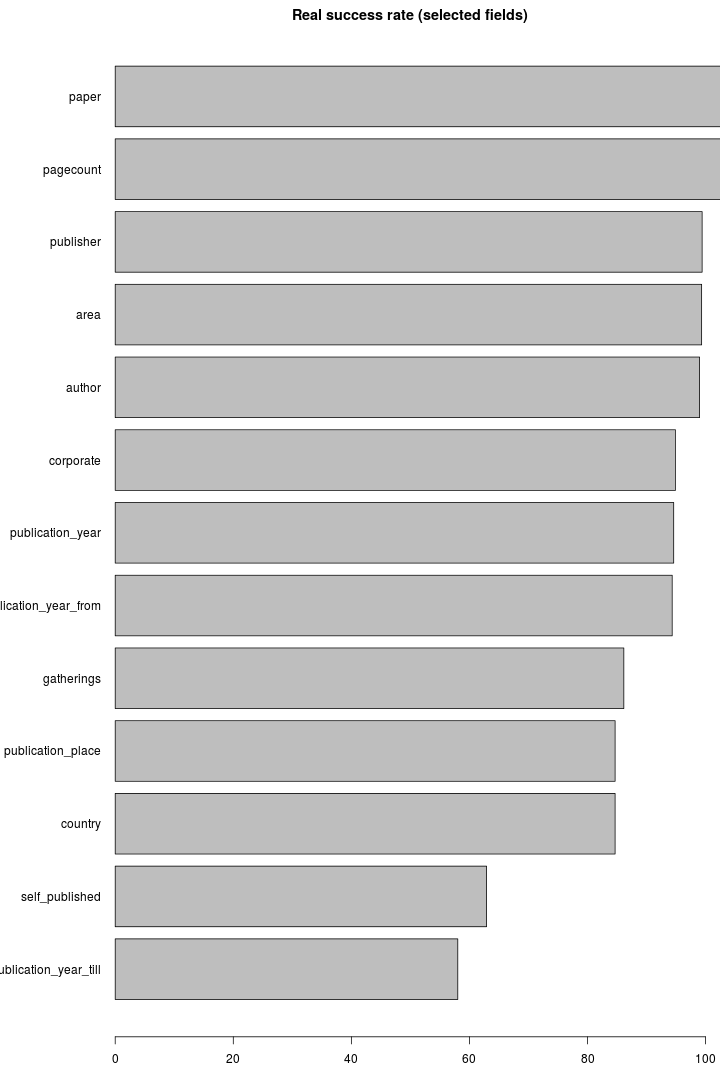 Real success rate (selected fields)
paper
pagecount
publisher
area
author
corporate
publication_year
lication_year_from
gatherings
publication_place
country
self_published
ublication_year_till
0 20 40 60 80 100